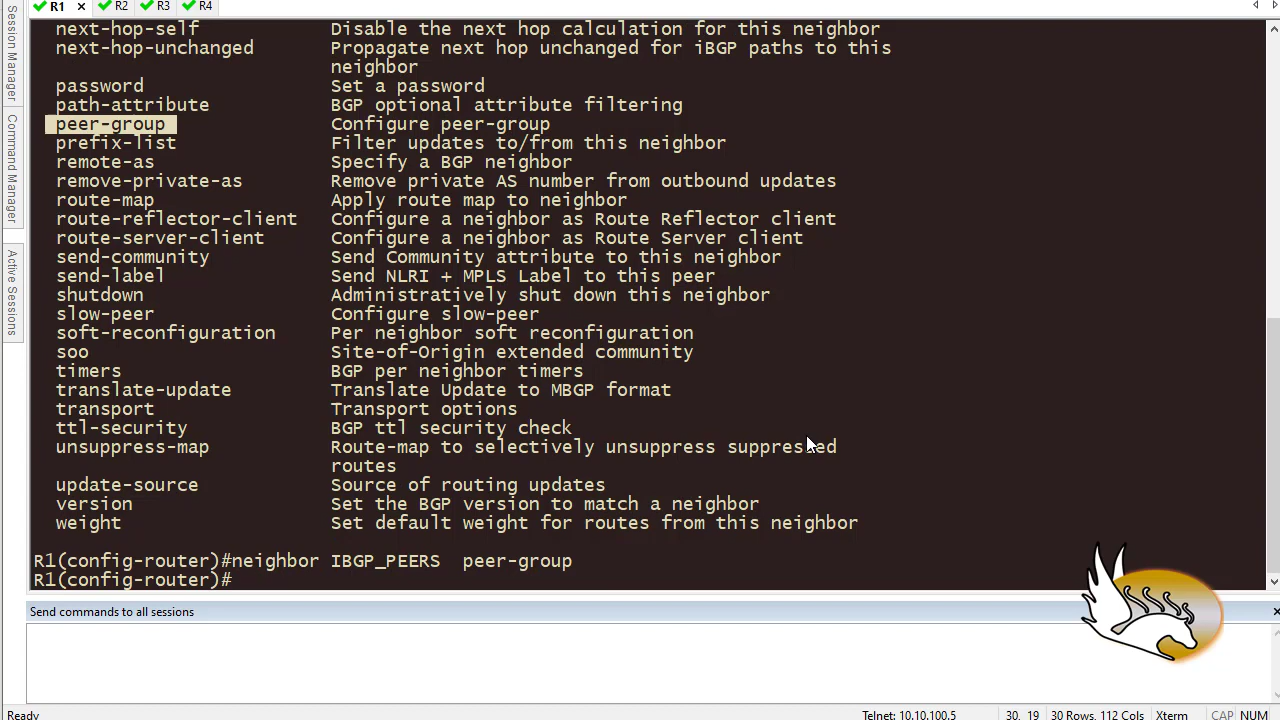 R1 × R2 R3 R4
Session Manager
Command Manager
Active Sessions
next-hop-self Disable the next hop calculation for this neighbor
next-hop-unchanged Propagate next hop unchanged for iBGP paths to this
neighbor
password Set a password
path-attribute BGP optional attribute filtering
peer-group Configure peer-group
prefix-list Filter updates to/from this neighbor
remote-as Specify a BGP neighbor
remove-private-as Remove private AS number from outbound updates
route-map Apply route map to neighbor
route-reflector-client Configure a neighbor as Route Reflector client
route-server-client Configure a neighbor as Route Server client
send-community Send Community attribute to this neighbor
send-label Send NLRI + MPLS Label to this peer
shutdown Administratively shut down this neighbor
slow-peer Configure slow-peer
soft-reconfiguration Per neighbor soft reconfiguration
soo Site-of-Origin extended community
timers BGP per neighbor timers
translate-update Translate Update to MBGP format
transport Transport options
ttl-security BGP ttl security check
unsuppress-map Route-map to selectively unsuppress suppressed
routes
update-source Source of routing updates
version Set the BGP version to match a neighbor
weight Set default weight for routes from this neighbor
R1(config-router)#neighbor IBGP_PEERS peer-group
R1(config-router)#
Send commands to all sessions ×
Ready Telnet: 10.10.100.5 30, 19 30 Rows, 112 Cols Xterm CAP NUM